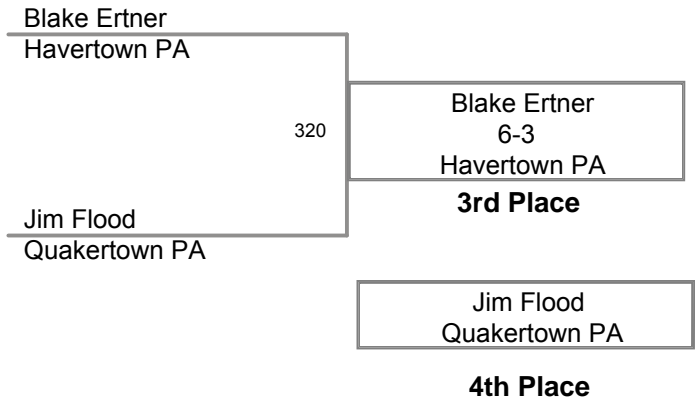 Blake Ertner
Havertown PA
320
Blake Ertner
6-3
Havertown PA
3rd Place
Jim Flood
Quakertown PA
Jim Flood
Quakertown PA
4th Place